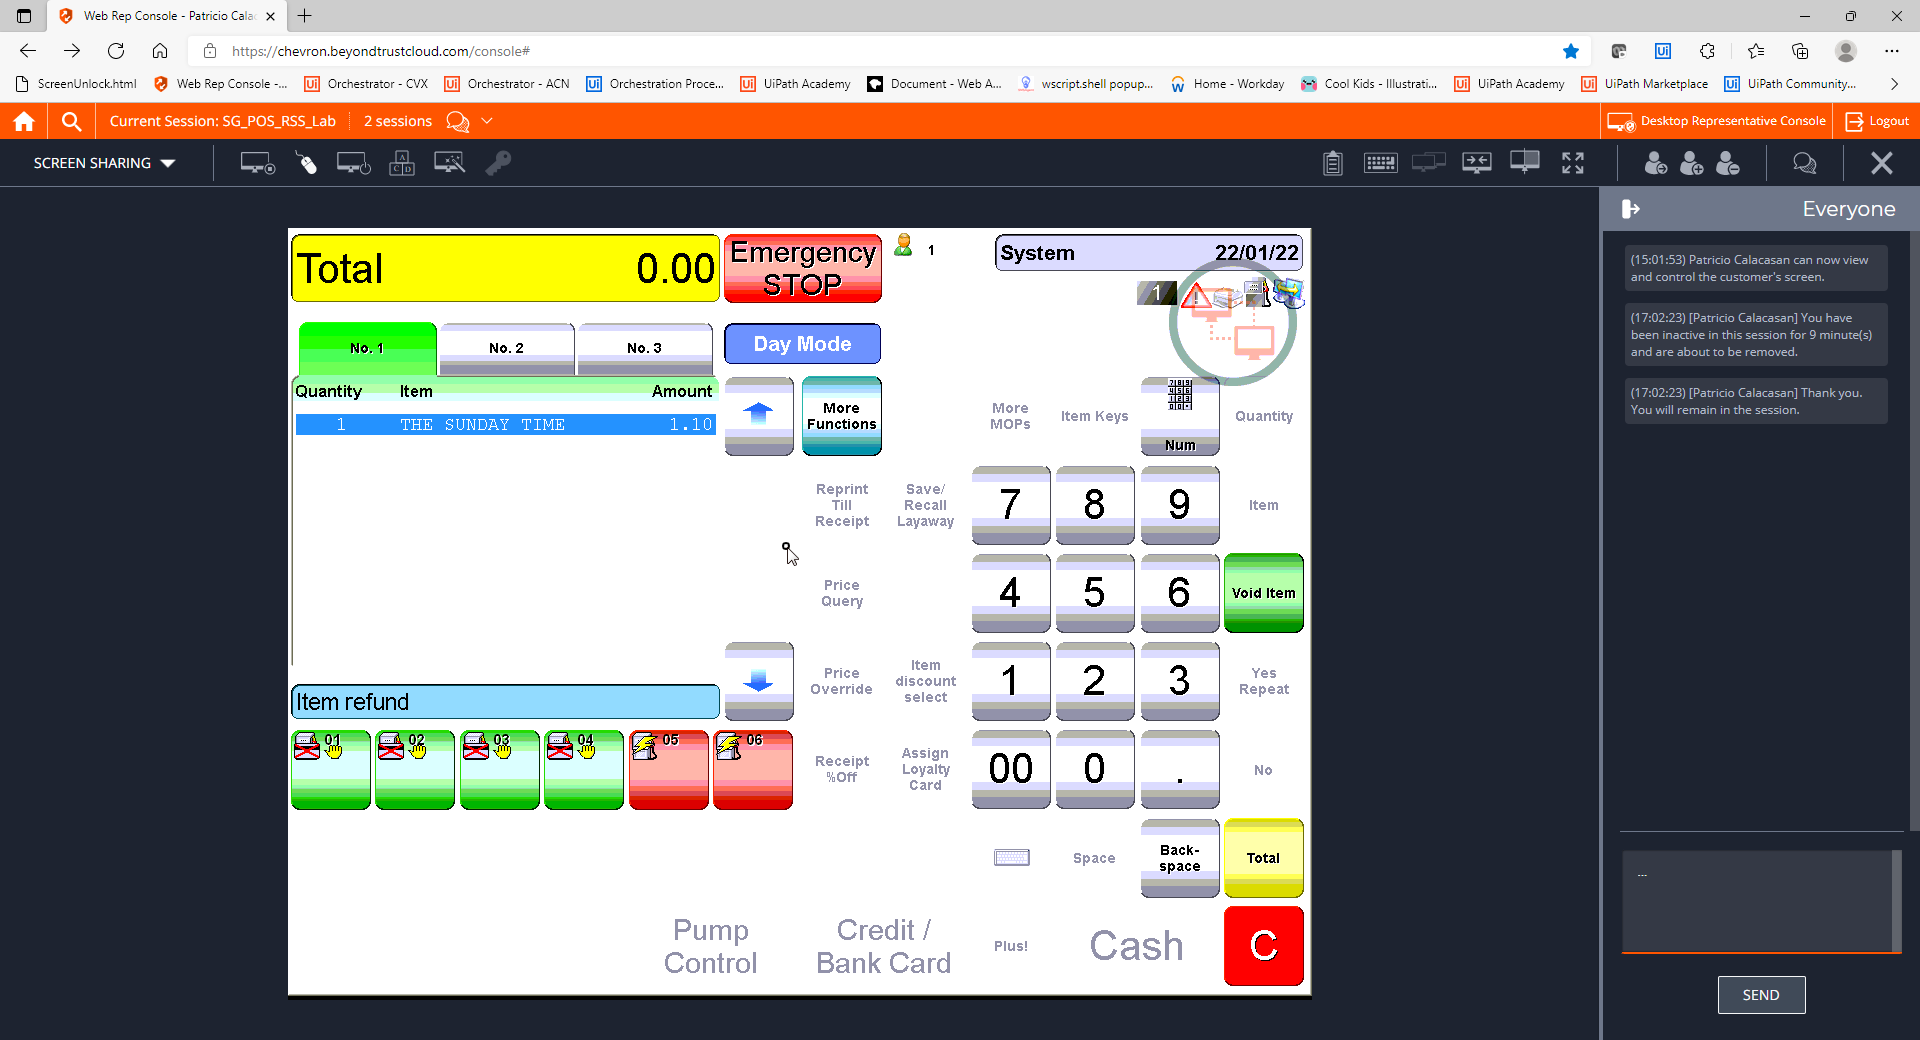 Web Rep Console - Patricio Cala
https://chevron.beyondtrustcloud.com/console#
ScreenUnlock.html
Web Rep Console -...
Orchestrator - CVX
Orchestrator - ACN
Orchestration Proce...
UiPath Academy
Document - Web A...
wscript.shell popup...
Home - Workday
Cool Kids - Illustrati...
UiPath Academy
UiPath Marketplace
UiPath Community...
Current Session: SG_POS_RSS_Lab
2 sessions
Desktop Representative Console
Logout
SCREEN SHARING
Everyone
(15:01:53) Patricio Calacasan can now view
and control the customer's screen.
(17:02:23) [Patricio Calacasan] You have
been inactive in this session for 9 minute(s)
and are about to be removed.
(17:02:23) [Patricio Calacasan] Thank you.
You will remain in the session.
...
SEND
Total 0.00
Emergency
STOP
1
System 22/01/22
1
No. 1
No. 2
No. 3
Day Mode
Quantity Item Amount
1 THE SUNDAY TIME 1.10
More
Functions
More
MOPs
Item Keys
Num
Quantity
Reprint
Till
Receipt
Save/
Recall
Layaway
7
8
9
Item
Price
Query
4
5
6
Void Item
Price
Override
Item
discount
select
1
2
3
Yes
Repeat
Item refund
01
02
03
04
05
06
Receipt
%Off
Assign
Loyalty
Card
00
0
.
No
Space
Back-
space
Total
Pump
Control
Credit /
Bank Card
Plus!
Cash
C